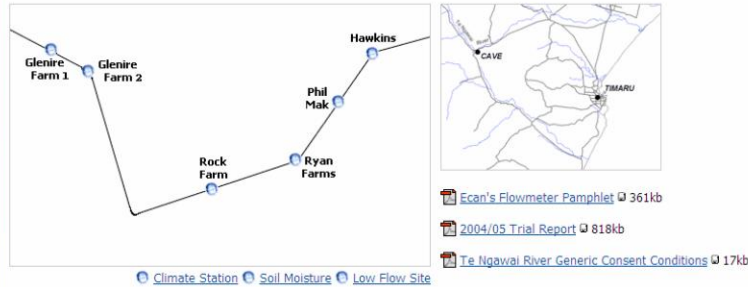 Hawkins
Glenire
Farm 1
Glenire
Farm 2
Phil
Mak
Rock
Farm
Ryan
Farms
Climate Station Soil Moisture Low Flow Site
CAVE
TIMARU
Ecan's Flowmeter Pamphlet 361kb
2004/05 Trial Report 818kb
Te Ngawai River Generic Consent Conditions 17kb